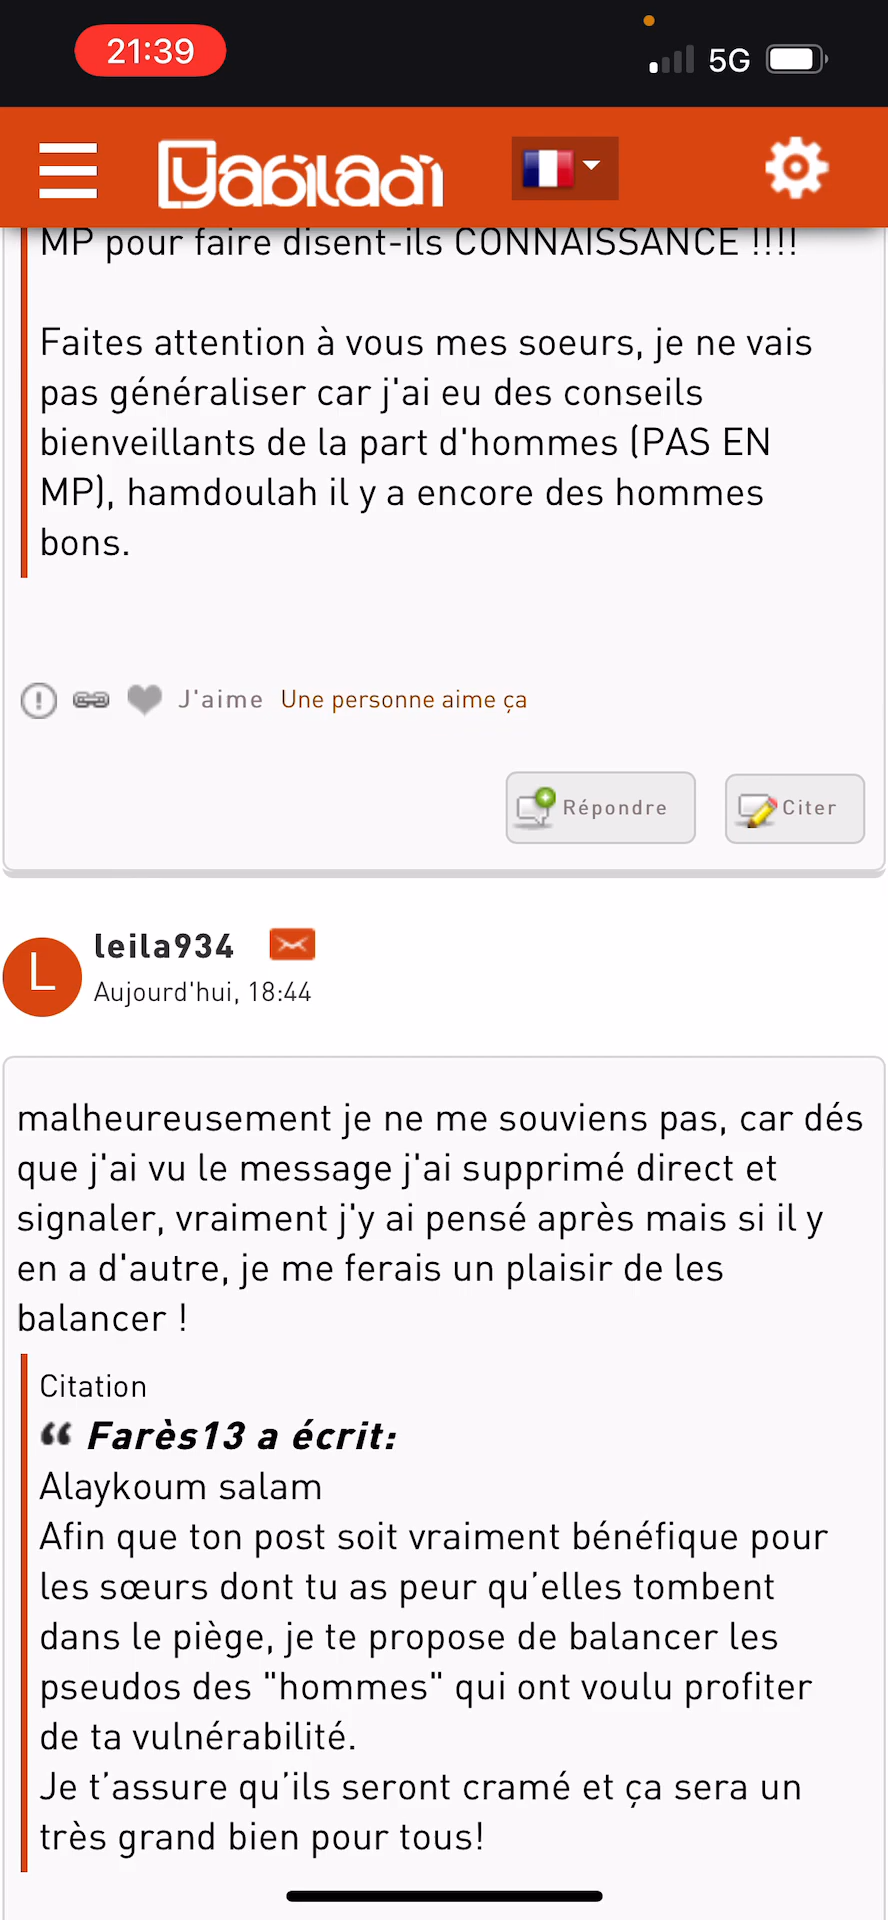 21:39
5G
Yabiladi
MP pour faire disent-ils CONNAISSANCE !!!!
Faites attention à vous mes soeurs, je ne vais
pas généraliser car j'ai eu des conseils
bienveillants de la part d'hommes (PAS EN
MP), hamdoulah il y a encore des hommes
bons.
J'aime Une personne aime ça
Répondre Citer
L
leila934
Aujourd'hui, 18:44
malheureusement je ne me souviens pas, car dés
que j'ai vu le message j'ai supprimé direct et
signaler, vraiment j'y ai pensé après mais si il y
en a d'autre, je me ferais un plaisir de les
balancer !
Citation
“ Farès13 a écrit:
Alaykoum salam
Afin que ton post soit vraiment bénéfique pour
les sœurs dont tu as peur qu’elles tombent
dans le piège, je te propose de balancer les
pseudos des "hommes" qui ont voulu profiter
de ta vulnérabilité.
Je t’assure qu’ils seront cramé et ça sera un
très grand bien pour tous!